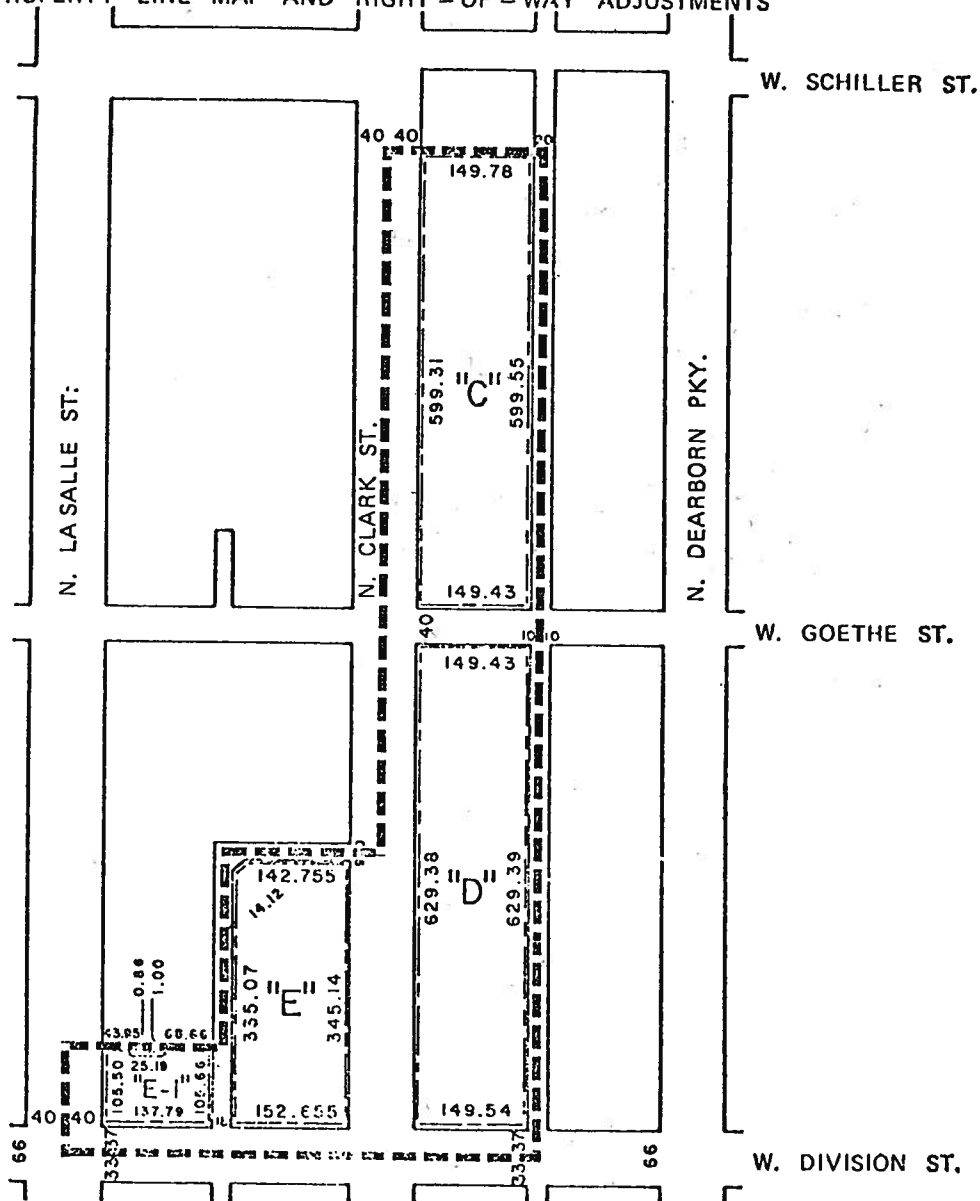 LINE MAP AND RIGHT-OF-WAY ADJUSTMENTS
W. SCHILLER ST.
40 40
149.78
N. LASALLE ST:
N. CLARK ST.
599.31
"C"
599.55
N. DEARBORN PKY.
149.43
W. GOETHE ST.
40
10 10
149.43
142.755
14.12
629.38
"D"
629.39
335.07
"E"
345.14
0.86
1.00
43.95
68.66
25.19
105.50
"E-1"
105.66
137.79
152.655
149.54
40 40
66
33.37
33.37
66
W. DIVISION ST.